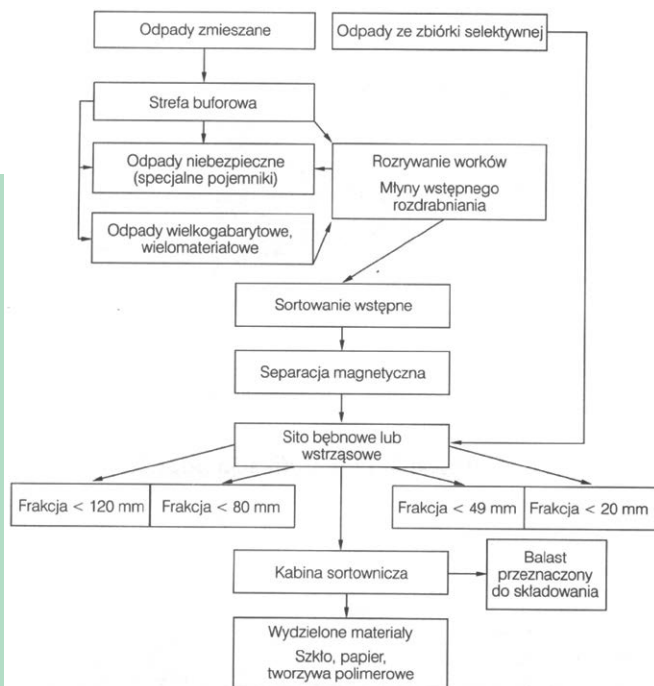 Odpady zmieszane
Odpady ze zbiórki selektywnej
Strefa buforowa
Odpady niebezpieczne
(specjalne pojemniki)
Rozrywanie worków
Młyny wstępnego
rozdrabniania
Odpady wielkogabarytowe,
wielomateriałowe
Sortowanie wstępne
Separacja magnetyczna
Sito bębnowe lub
wstrząsowe
Frakcja < 120 mm
Frakcja < 80 mm
Frakcja < 49 mm
Frakcja < 20 mm
Kabina sortownicza
Balast
przeznaczony
do składowania
Wydzielone materiały
Szkło, papier,
tworzywa polimerowe